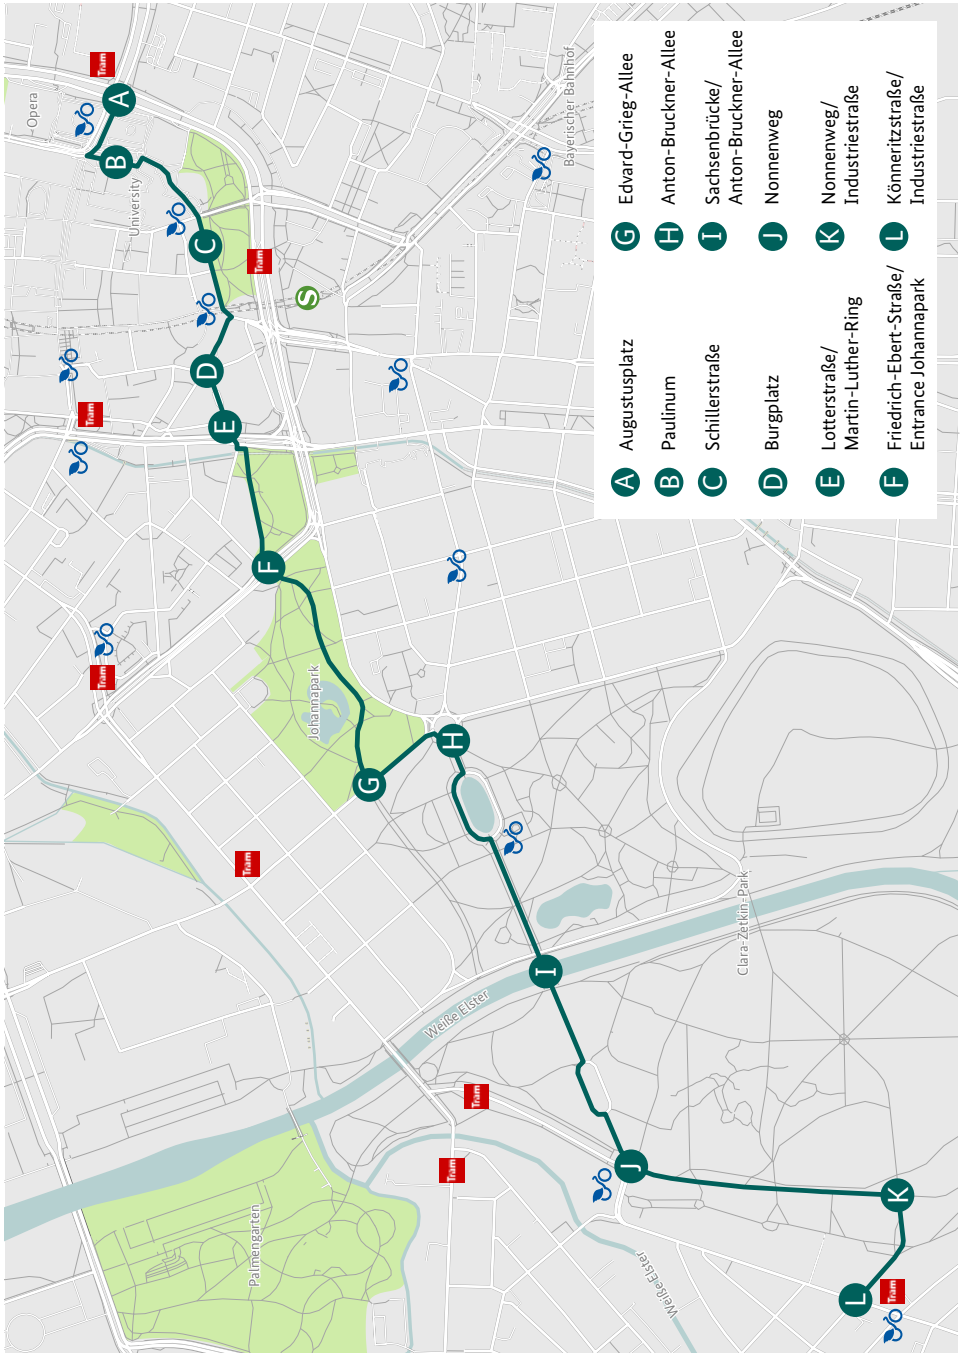 Opera
Tram
A
B
University
C
Tram
S
Bayerischer Bahnhof
D
E
Tram
F
Tram
Johannapark
G
H
Tram
Clara-Zetkin-Park
I
Weiße Elster
Tram
Tram
J
Palmengarten
Weiße Elster
K
L
Tram
A Augustusplatz
B Paulinum
C Schillerstraße
D Burgplatz
E Lotterstraße/
Martin-Luther-Ring
F Friedrich-Ebert-Straße/
Entrance Johannapark
G Edvard-Grieg-Allee
H Anton-Bruckner-Allee
I Sachsenbrücke/
Anton-Bruckner-Allee
J Nonnenweg
K Nonnenweg/
Industriestraße
L Könneritzstraße/
Industriestraße